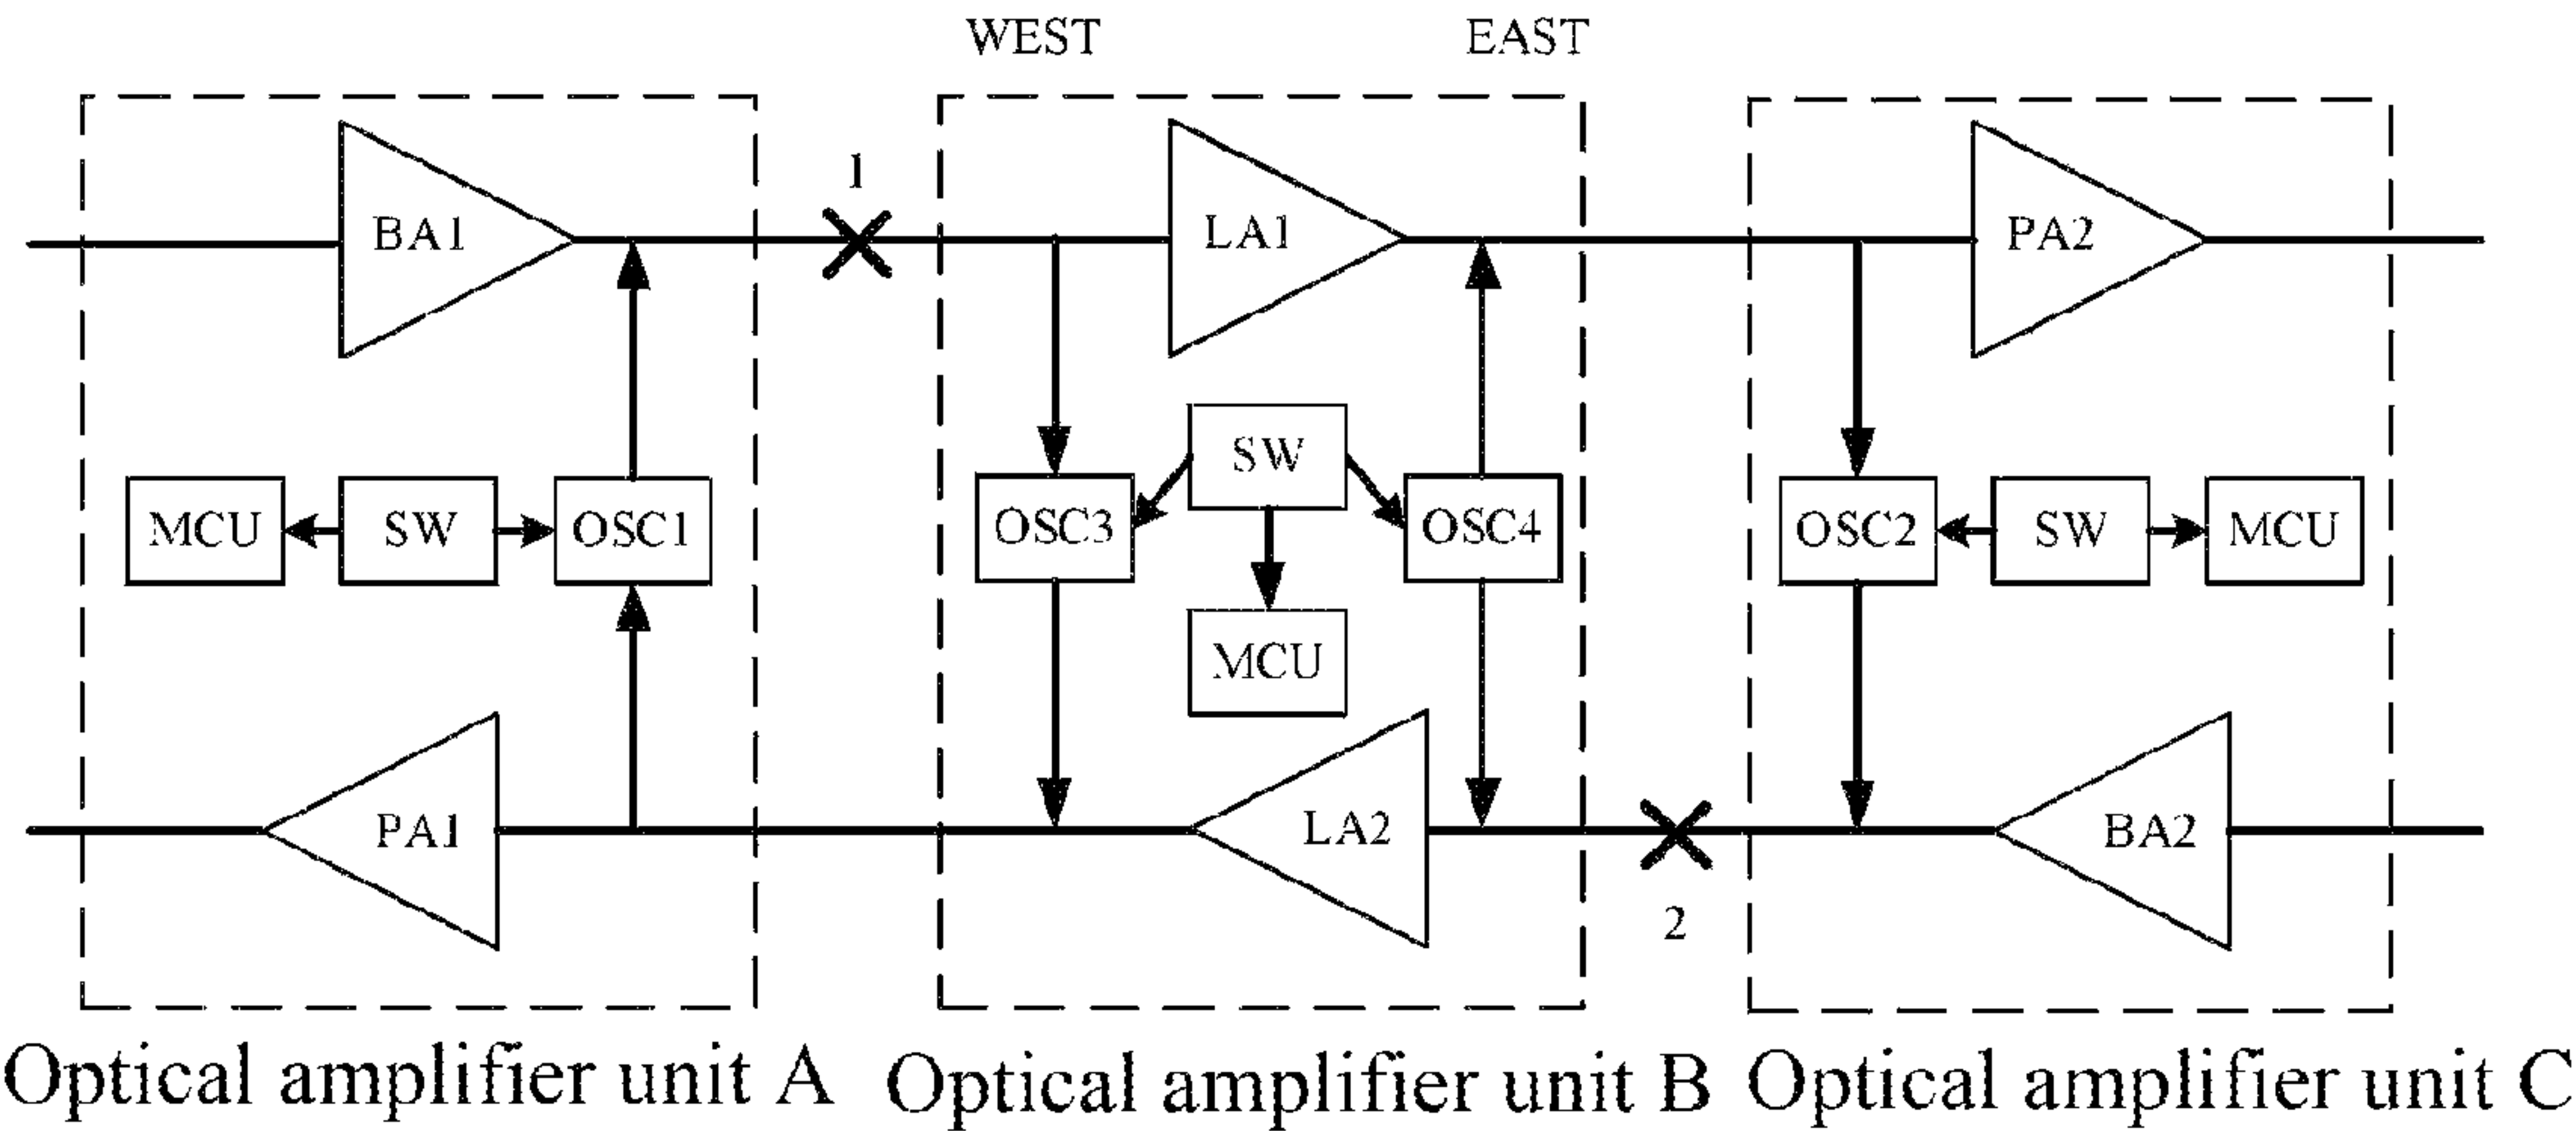 WEST EAST
1
BA1 LA1 PA2
SW
MCU SW OSC1 OSC3 OSC4 OSC2 SW MCU
MCU
PA1 LA2 BA2
2
Optical amplifier unit A Optical amplifier unit B Optical amplifier unit C